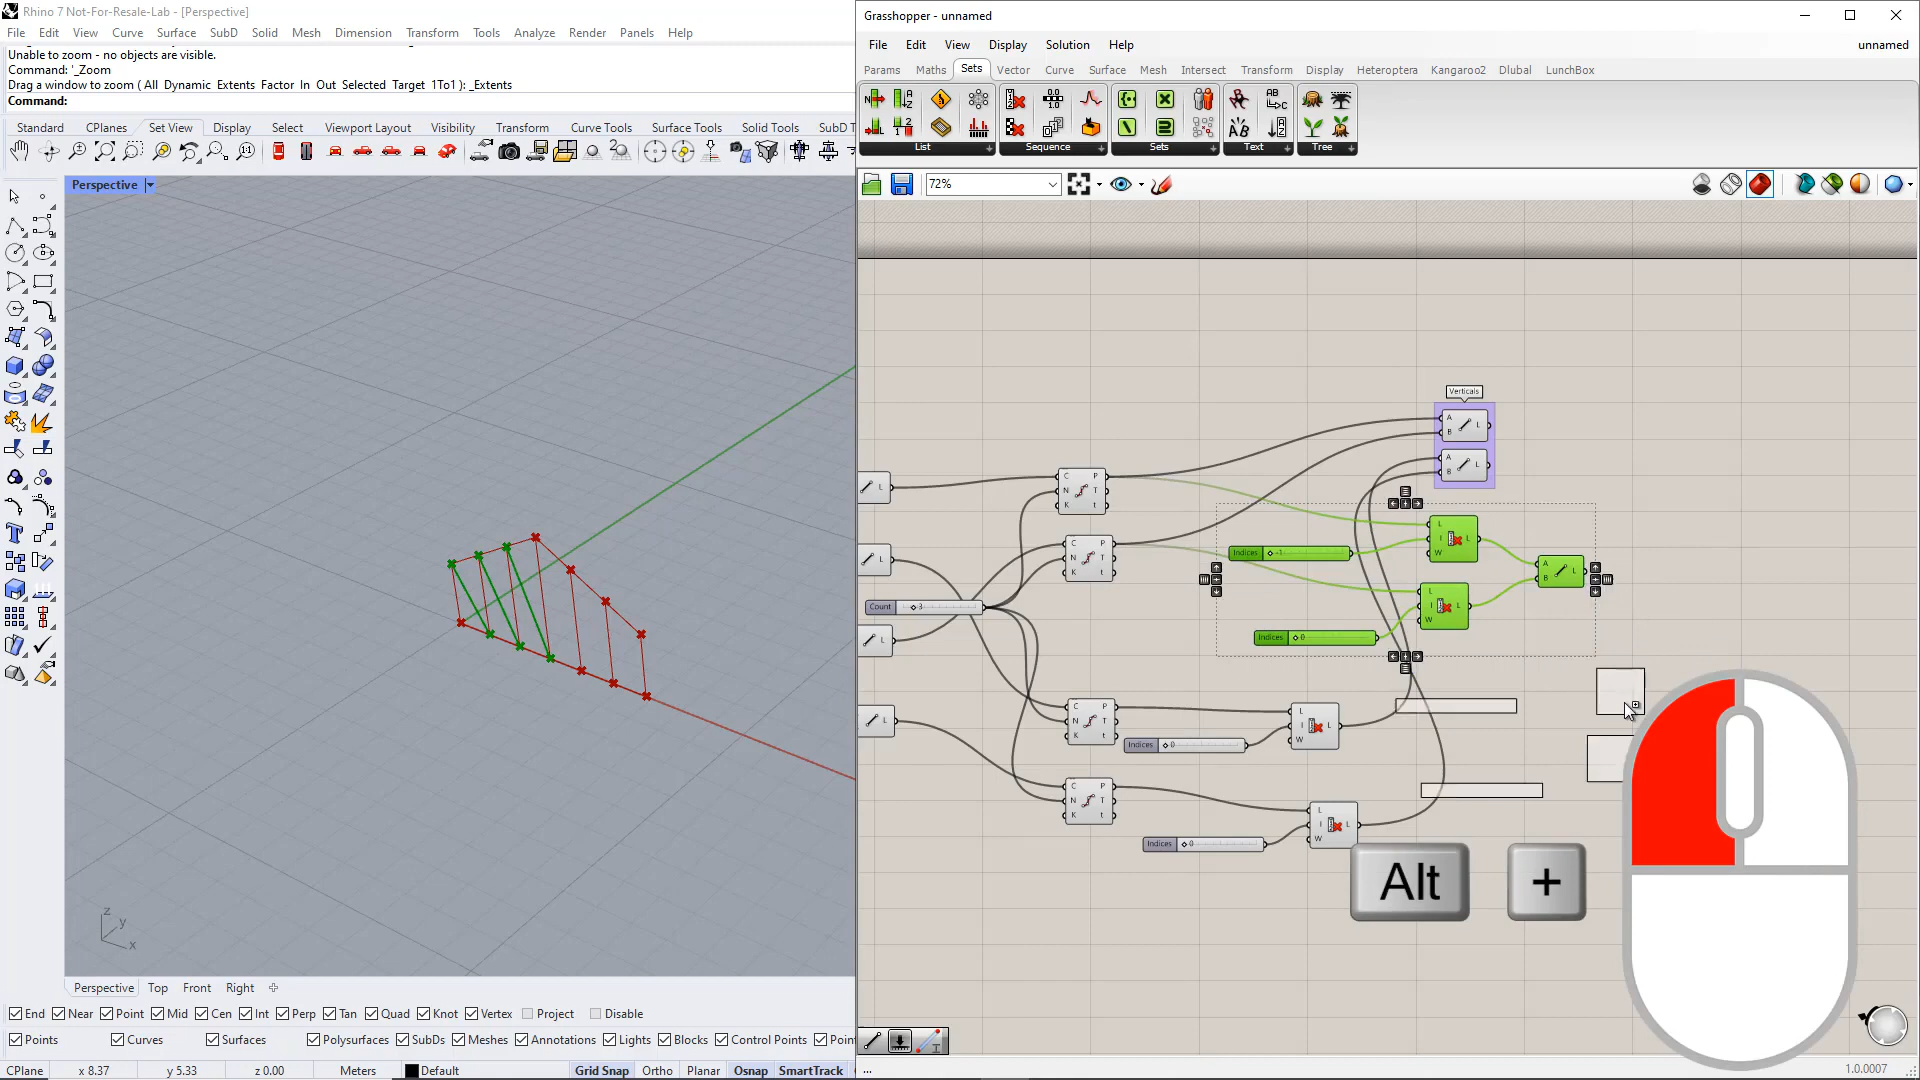 Rhino 7 Not-For-Resale-Lab - [Perspective]
File Edit View Curve Surface SubD Solid Mesh Dimension Transform Tools Analyze Render Panels Help
Unable to zoom - no objects are visible.
Command: '_Zoom
Drag a window to zoom ( All Dynamic Extents Factor In Out Selected Target 1To1 ): _Extents
Command:
Standard CPlanes Set View Display Select Viewport Layout Visibility Transform Curve Tools Surface Tools Solid Tools SubD T
Perspective
z
y
x
Perspective Top Front Right
End Near Point Mid Cen Int Perp Tan Quad Knot Vertex Project Disable
Points Curves Surfaces Polysurfaces SubDs Meshes Annotations Lights Blocks Control Points Poin
CPlane x 8.37 y 5.33 z 0.00 Meters Default Grid Snap Ortho Planar Osnap SmartTrack
Grasshopper - unnamed
File Edit View Display Solution Help unnamed
Params Maths Sets Vector Curve Surface Mesh Intersect Transform Display Heteroptera Kangaroo2 Dlubal LunchBox
List Sequence Sets Text Tree
72%
Verticals
A
B
L
A
B
L
L
C
N
K
P
T
t
L
I
W
L
Indices -1
L
C
N
K
P
T
t
A
B
L
Count 3
L
I
W
L
L
Indices 0
L
C
N
K
P
T
t
L
I
W
L
Indices 0
C
N
K
P
T
t
L
I
W
L
Indices 0
Alt +
...
1.0.0007